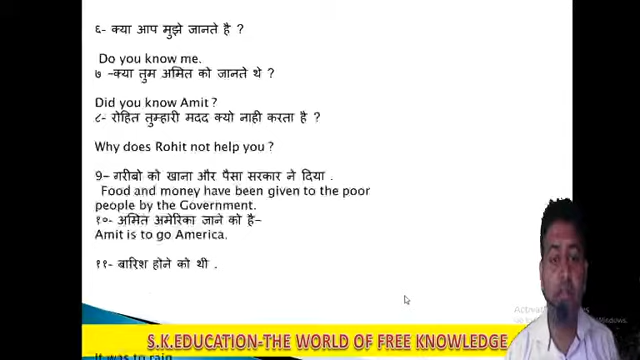 ६- क्या आप मुझे जानते है ?
Do you know me.
७ –क्या तुम अमित को जानते थे ?
Did you know Amit ?
८- रोहित तुम्हारी मदद क्यो नाही करता है ?
Why does Rohit not help you ?
9– गरीबो को खाना और पैसा सरकार ने दिया .
Food and money have been given to the poor
people by the Government.
१०- अमित अमेरिका जाने को है–
Amit is to go America.
११- बारिश होने को थी .
S.K.EDUCATION-THE WORLD OF FREE KNOWLEDGE
It was to rain